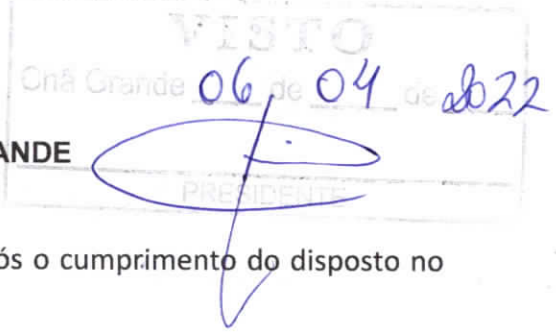 VISTO
Chã Grande 06 de 04 de 2022
ANDE
PRESIDENTE
ós o cumprimento do disposto no